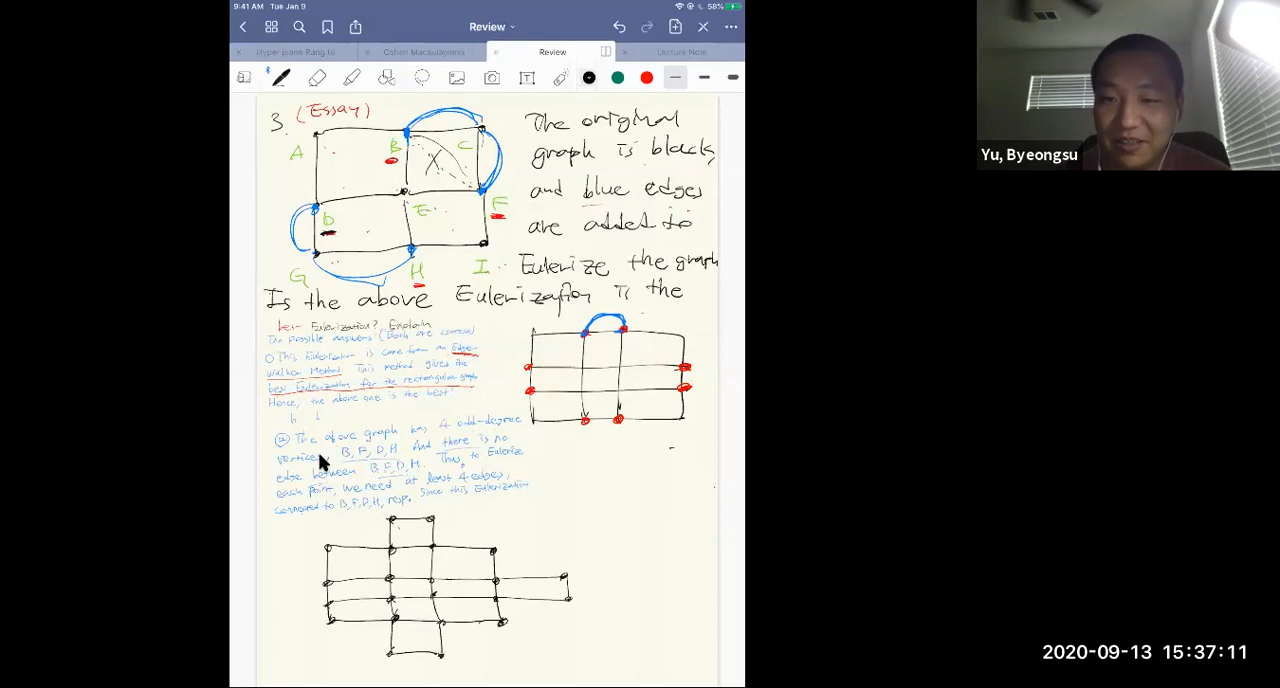 9:41 AM Tue Jan 9
58%
Review
Hyper plane Rang
Cohen Macaulayness
Review
Lecture Note
Yu, Byeongsu
3. (Essay)
A
B
C
X
D
E
F
G
H
I
The original
graph is black,
and blue edges
are added to
Eulerize the graph
Is the above Eulerization is the
Eulerization? Explain
possible answers (Both are correct)
① This Eulerization is came from an Edge-
walker Method. This method gives the
best Eulerization for the rectangular graph
Hence, the above one is the best
② The above graph has 4 odd-degree
vertices, B, F, D, H. And there is no
edge between B, F, D, H. Thus, to Eulerize
each point, we need at least 4 edges,
connected to B, F, D, H, resp. Since this Eulerization
2020-09-13 15:37:11